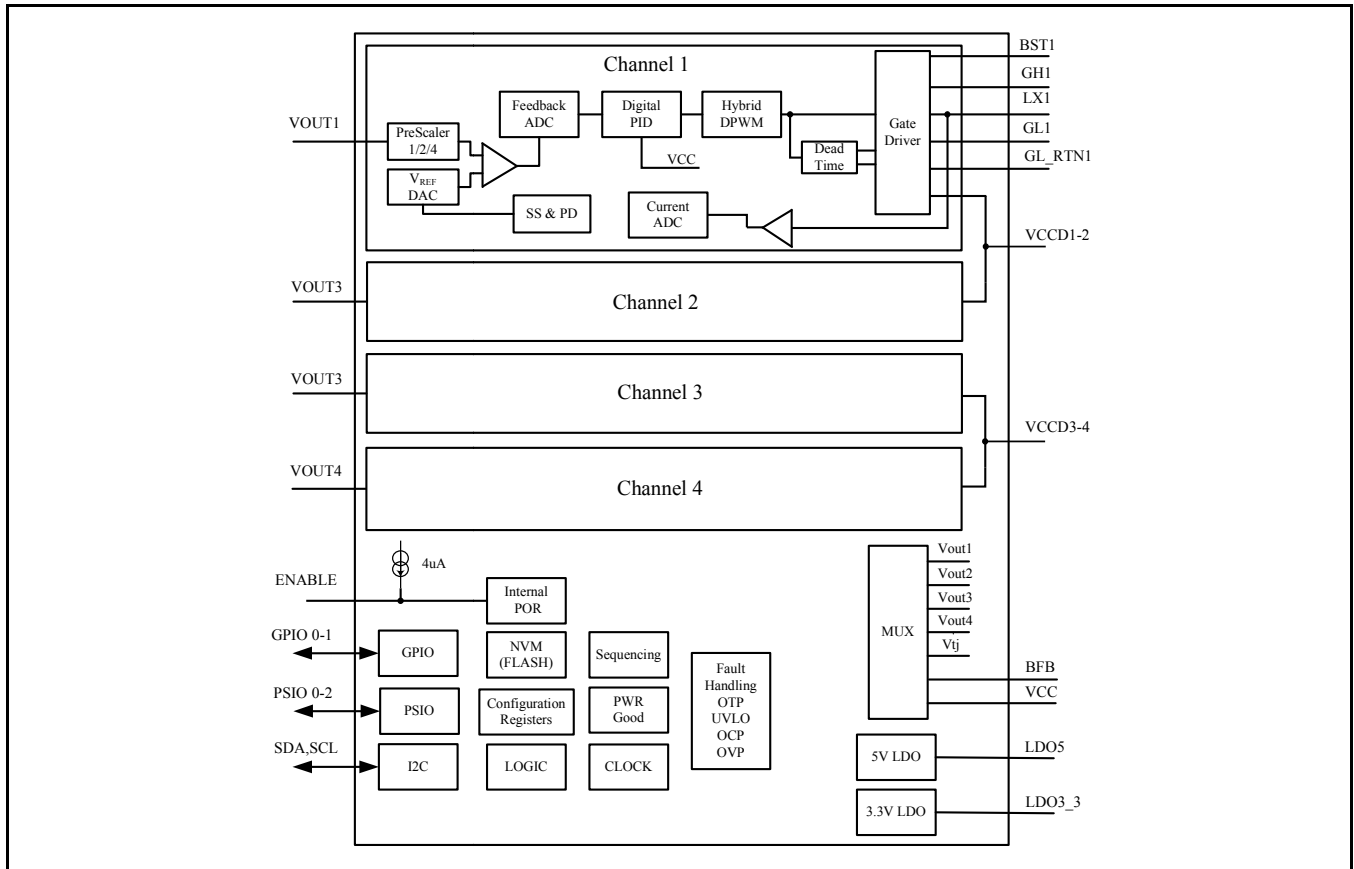 Channel 1
BST1
GH1
LX1
GL1
GL_RTN1
VOUT1
PreScaler
1/2/4
VREF
DAC
Feedback
ADC
Digital
PID
Hybrid
DPWM
VCC
Dead
Time
Gate
Driver
SS & PD
Current
ADC
VCCD1-2
VOUT3
Channel 2
VOUT3
Channel 3
VCCD3-4
VOUT4
Channel 4
4uA
ENABLE
Internal
POR
GPIO 0-1
GPIO
NVM
(FLASH)
Sequencing
PSIO 0-2
PSIO
Configuration
Registers
PWR
Good
SDA,SCL
I2C
LOGIC
CLOCK
Fault
Handling
OTP
UVLO
OCP
OVP
MUX
Vout1
Vout2
Vout3
Vout4
Vtj
BFB
VCC
5V LDO
LDO5
3.3V LDO
LDO3_3